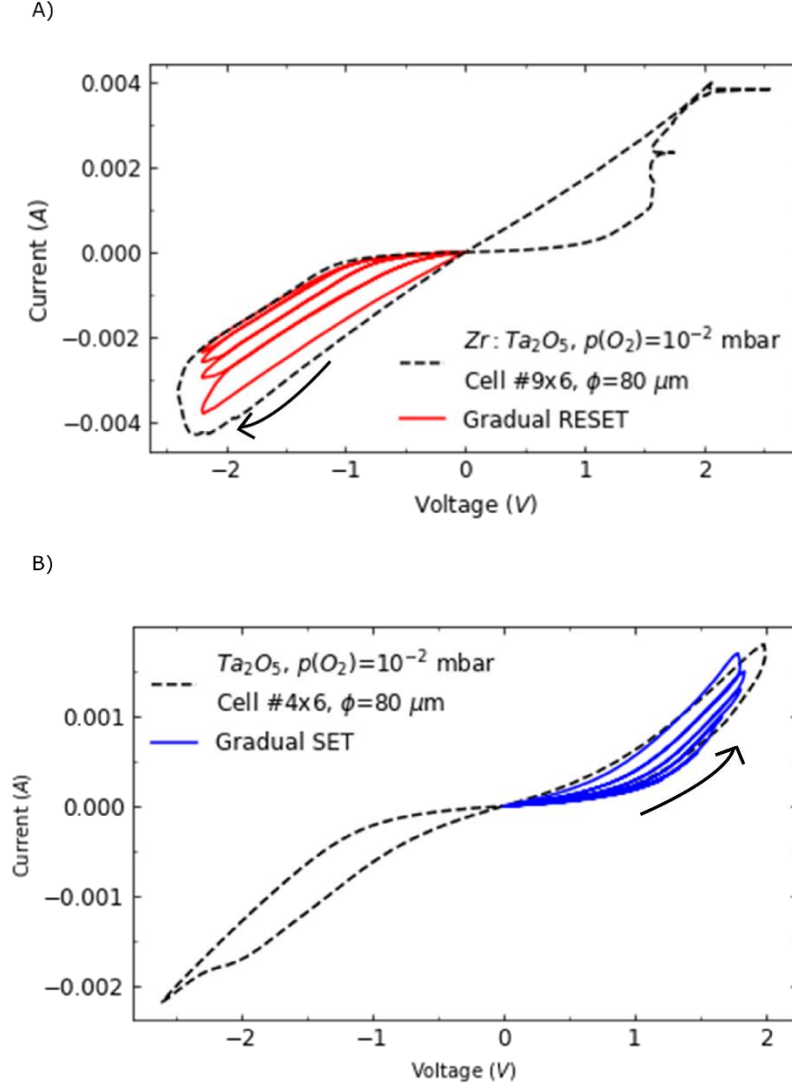 A)
0.004
0.002
0.000
−0.002
−0.004
Current (A)
Zr : Ta₂O₅, p(O₂)=10⁻² mbar
Cell #9x6, ϕ=80 μm
Gradual RESET
−2 −1 0 1 2
Voltage (V)
B)
Ta₂O₅, p(O₂)=10⁻² mbar
Cell #4x6, ϕ=80 μm
Gradual SET
0.001
0.000
−0.001
−0.002
Current (A)
−2 −1 0 1 2
Voltage (V)